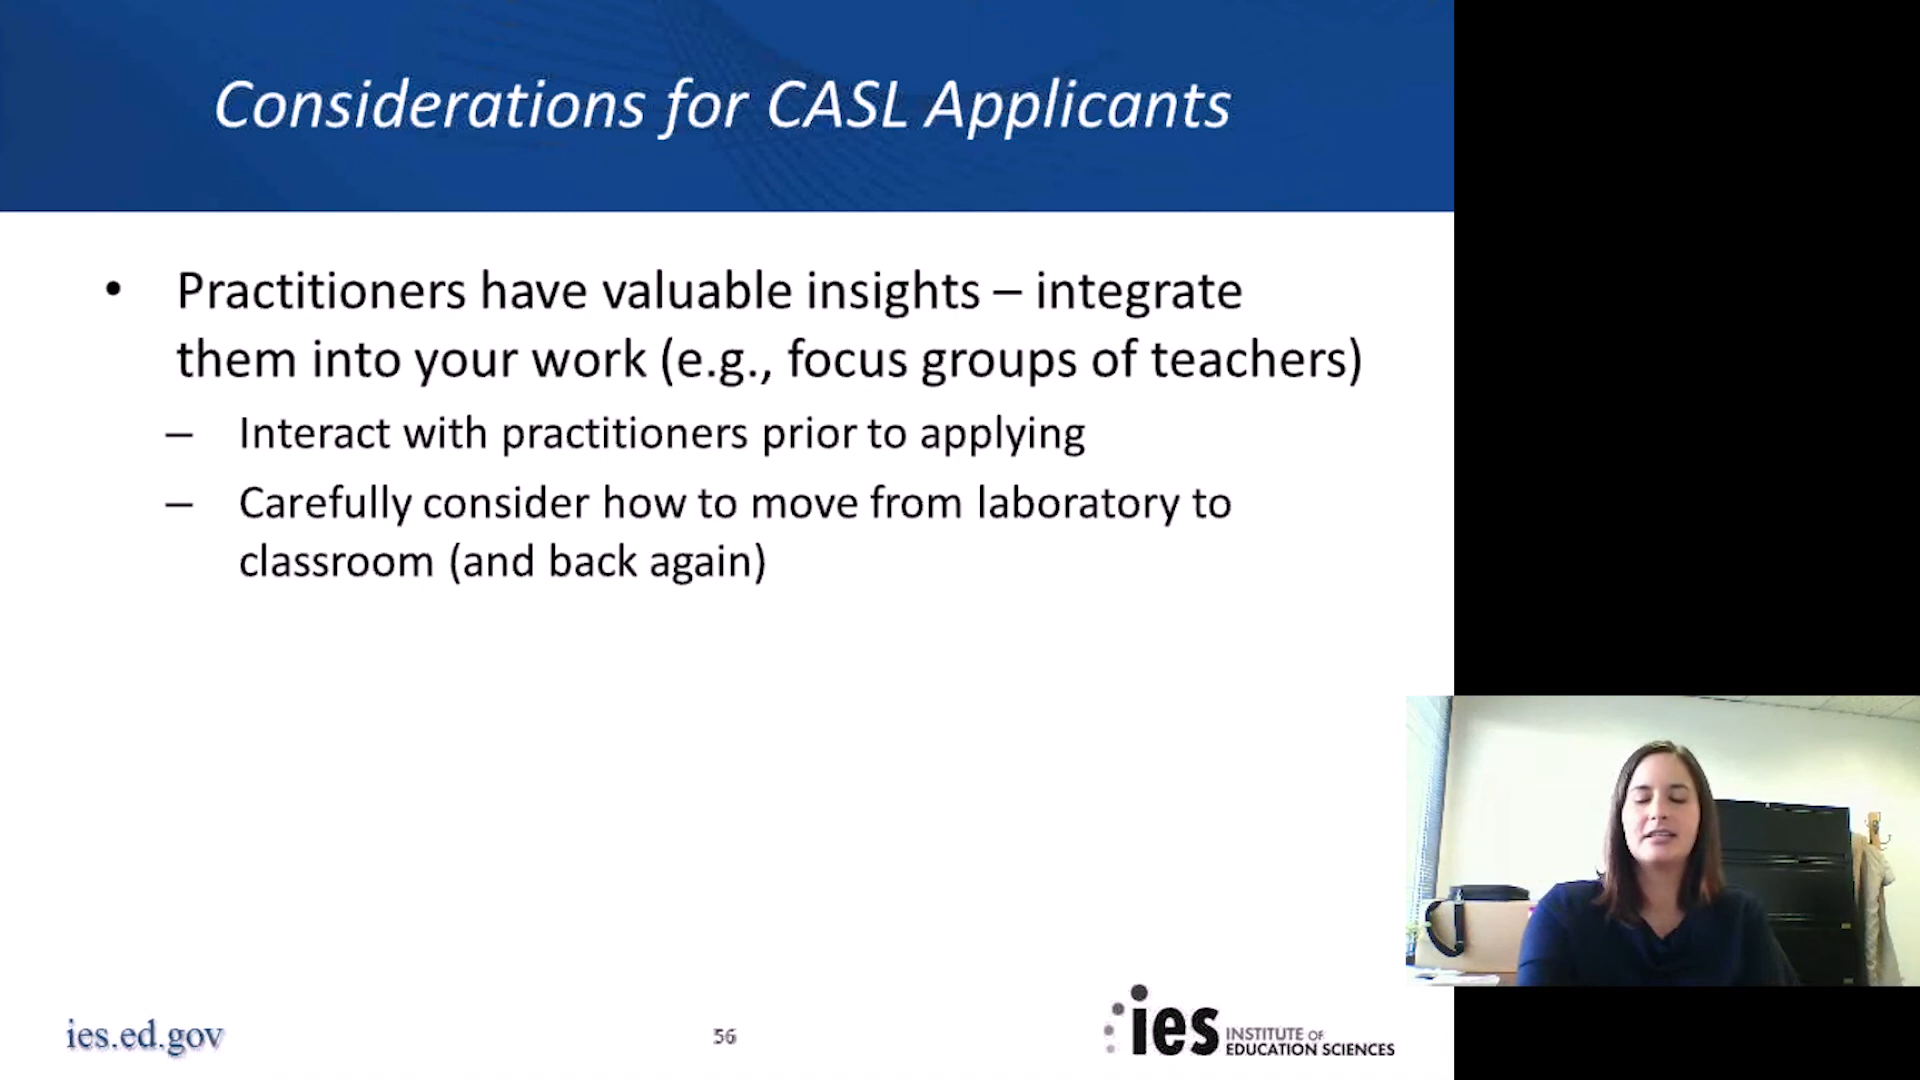 Considerations for CASL Applicants
• Practitioners have valuable insights – integrate
them into your work (e.g., focus groups of teachers)
– Interact with practitioners prior to applying
– Carefully consider how to move from laboratory to
classroom (and back again)
ies.ed.gov
56
ies INSTITUTE OF
EDUCATION SCIENCES